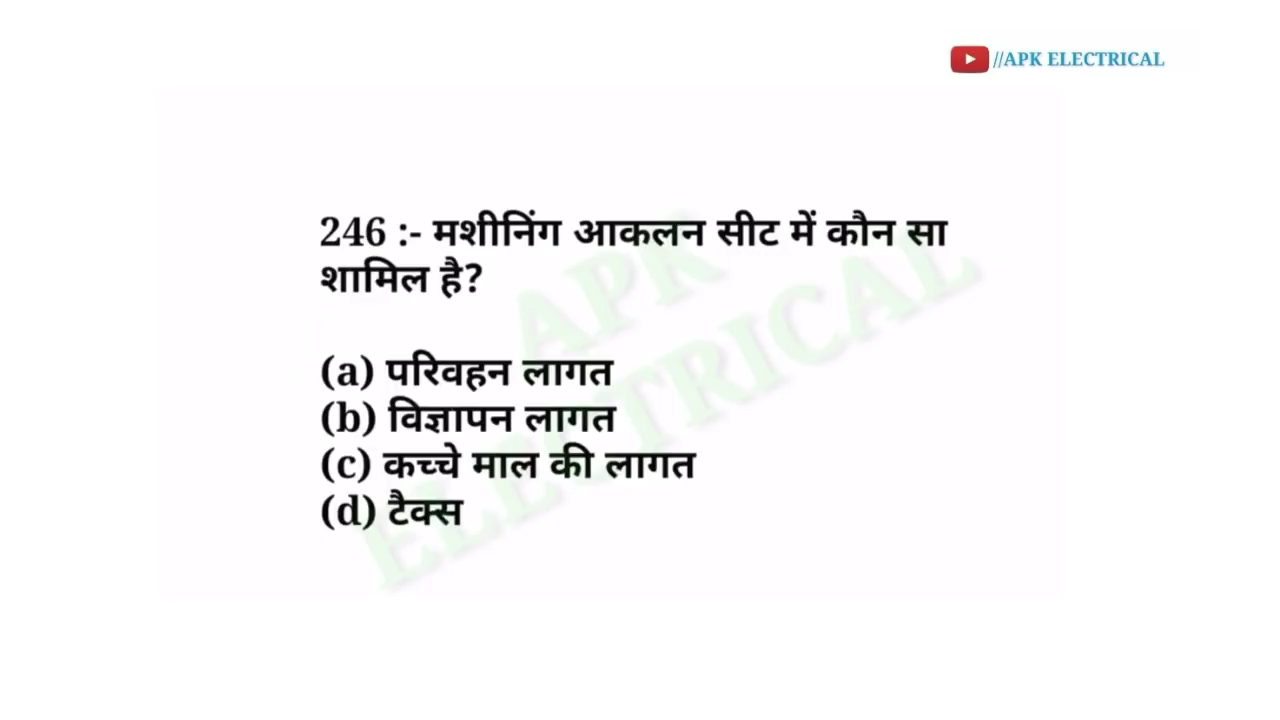 //APK ELECTRICAL
246 :- मशीनिंग आकलन सीट में कौन सा
शामिल है?
(a) परिवहन लागत
(b) विज्ञापन लागत
(c) कच्चे माल की लागत
(d) टैक्स
APK
ELECTRICAL